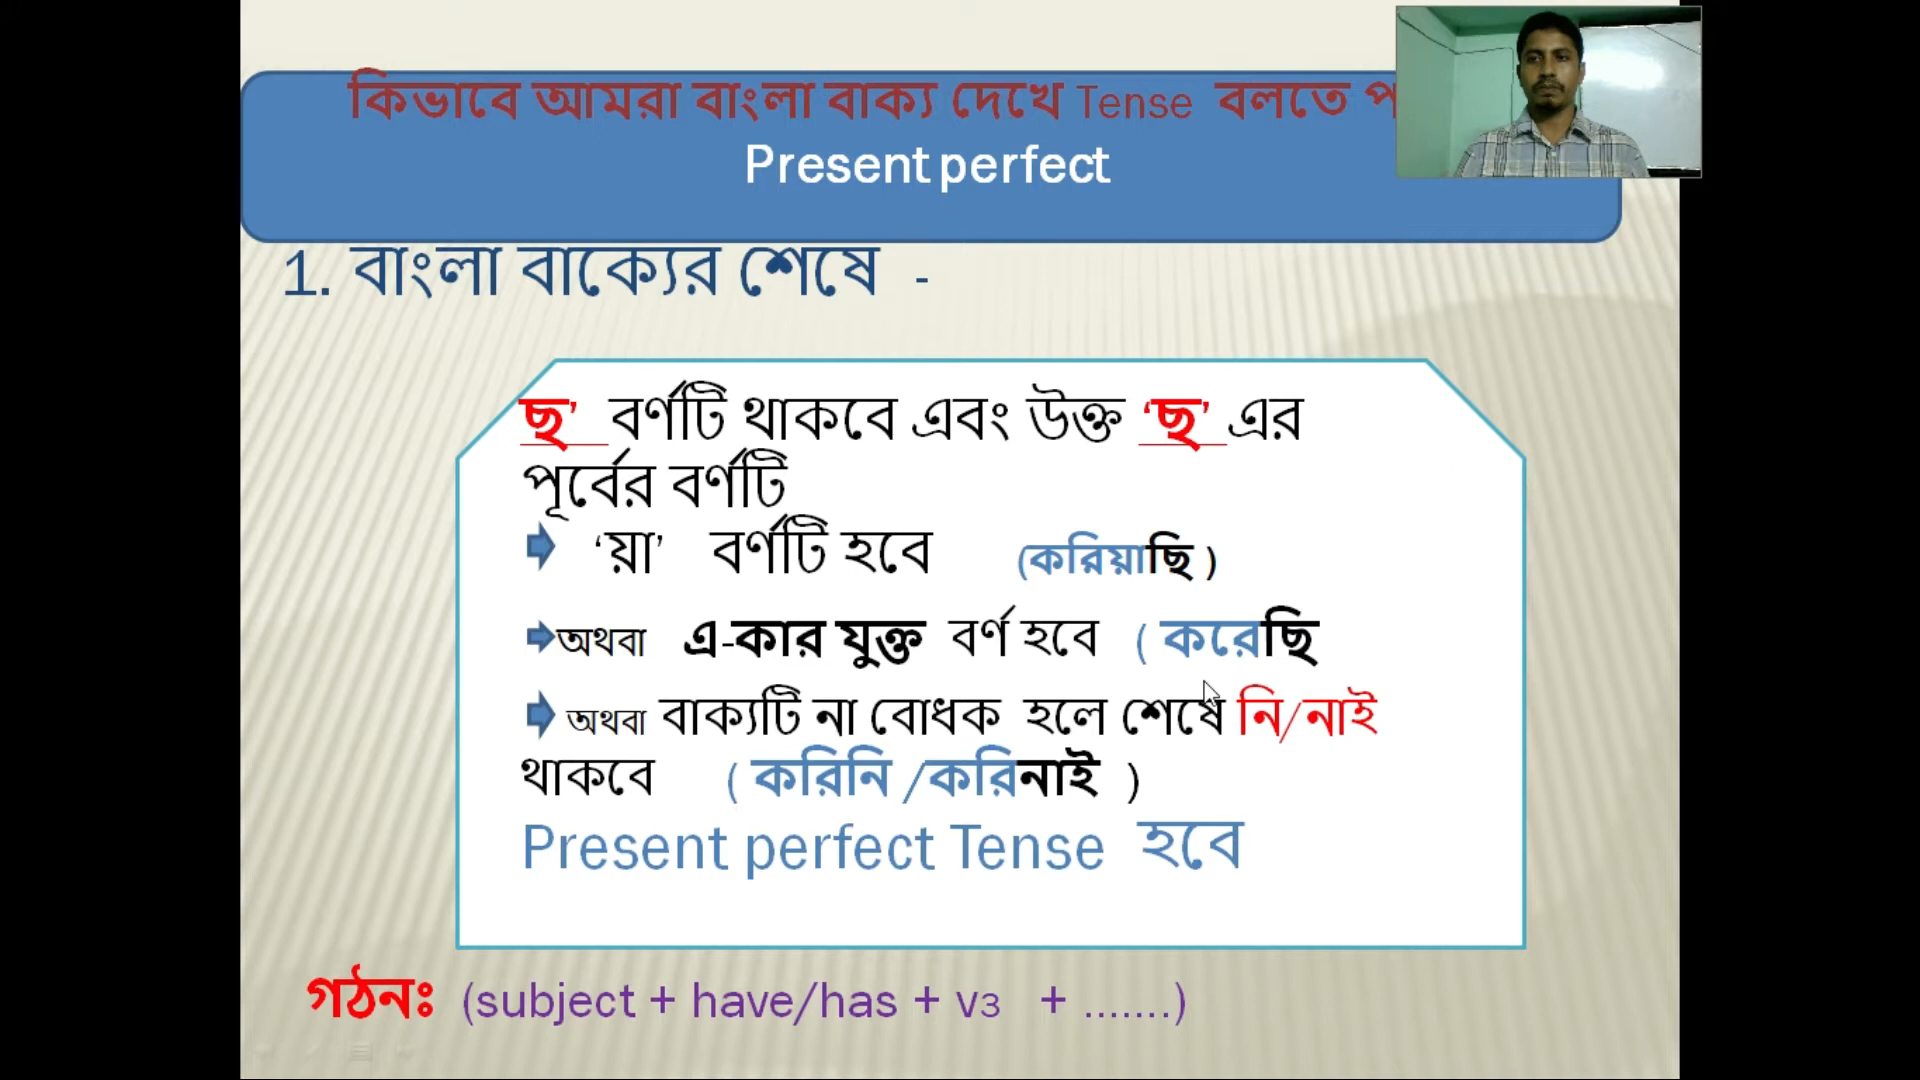 কিভাবে আমরা বাংলা বাক্য দেখে Tense বলতে
Present perfect
1. বাংলা বাক্যের শেষে -
ছ’ বর্ণটি থাকবে এবং উক্ত ‘ছ’ এর
পূর্বের বর্ণটি
‘য়া’ বর্ণটি হবে (করিয়াছি )
অথবা এ-কার যুক্ত বর্ণ হবে ( করেছি
অথবা বাক্যটি না বোধক হলে শেষে নি/নাই
থাকবে ( করিনি /করিনাই )
Present perfect Tense হবে
গঠনঃ (subject + have/has + v3 + .......)